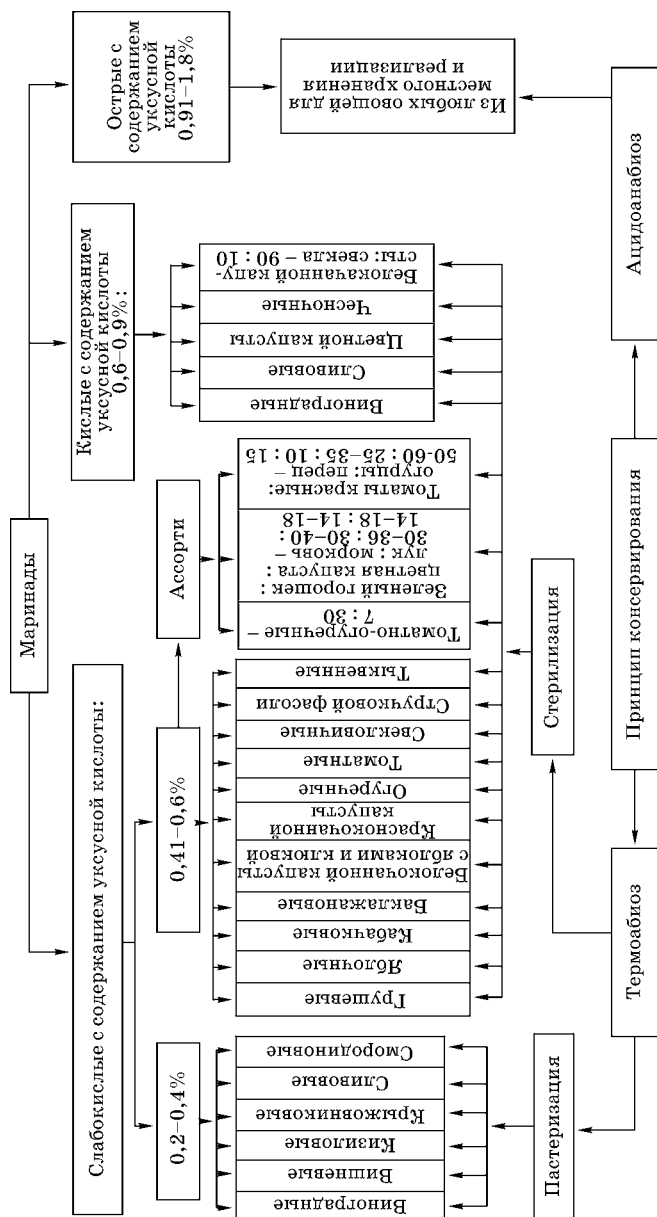 Маринады
Слабокислые с содержанием уксусной кислоты:
Кислые с содержанием
уксусной кислоты
0,6–0,9%:
Острые с
содержанием
уксусной
кислоты
0,91–1,8%
0,2–0,4%
0,41–0,6%
Ассорти
Виноградные
Вишневые
Кизиловые
Крыжовниковые
Сливовые
Смородиновые
Грушевые
Яблочные
Кабачковые
Баклажановые
Белокочанной капусты
с яблоками и клюквой
Краснокочанной
капусты
Огуречные
Томатные
Свекловичные
Стручковой фасоли
Тыквенные
Томатно-огуречные –
7 : 30
Зеленый горошек :
цветная капуста :
лук : морковь –
30–36 : 30–40 :
14–18 : 14–18
Томаты красные:
огурцы: перец –
50-60 : 25–35 : 10 : 15
Виноградные
Сливовые
Цветной капусты
Чесночные
Белокачанной капу-
сты: свекла – 90 : 10
Из любых овощей для
местного хранения
и реализации
Пастеризация
Стерилизация
Термоабиоз
Принцип консервирования
Ацидоанабиоз